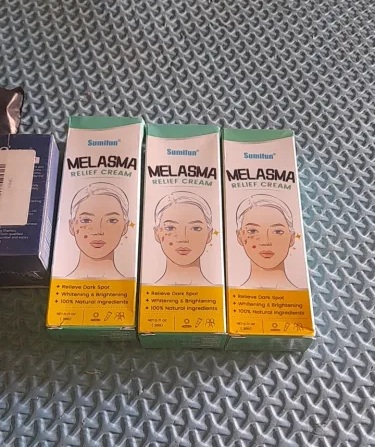 Sumifun®
MELASMA
RELIEF CREAM
Relieve Dark Spot
Whitening & Brightening
100% Natural Ingredients
Sumifun®
MELASMA
RELIEF CREAM
Relieve Dark Spot
Whitening & Brightening
100% Natural Ingredients
Sumifun®
MELASMA
RELIEF CREAM
Relieve Dark Spot
Whitening & Brightening
100% Natural Ingredients